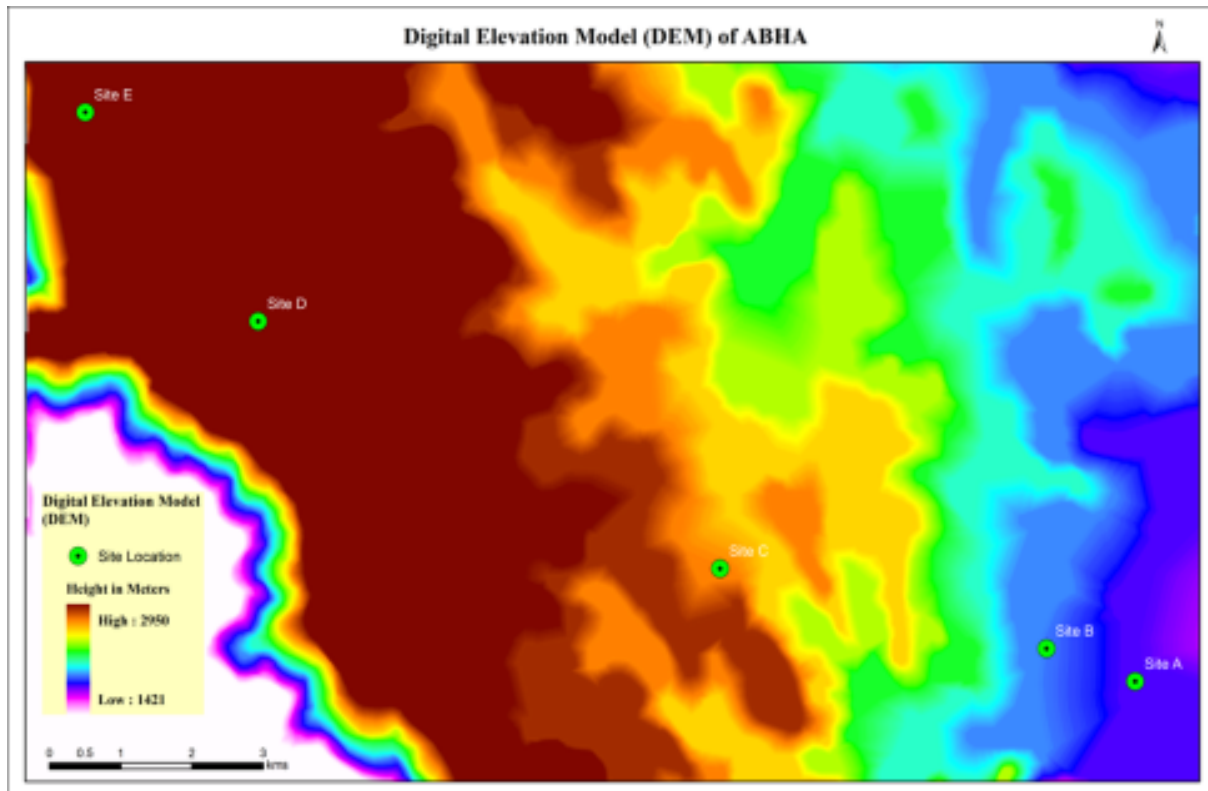 Digital Elevation Model (DEM) of ABHA
N
Site E
Site D
Site C
Site B
Site A
Digital Elevation Model
(DEM)
Site Location
Height in Meters
High : 2950
Low : 1421
0 0.5 1 2 3
kms